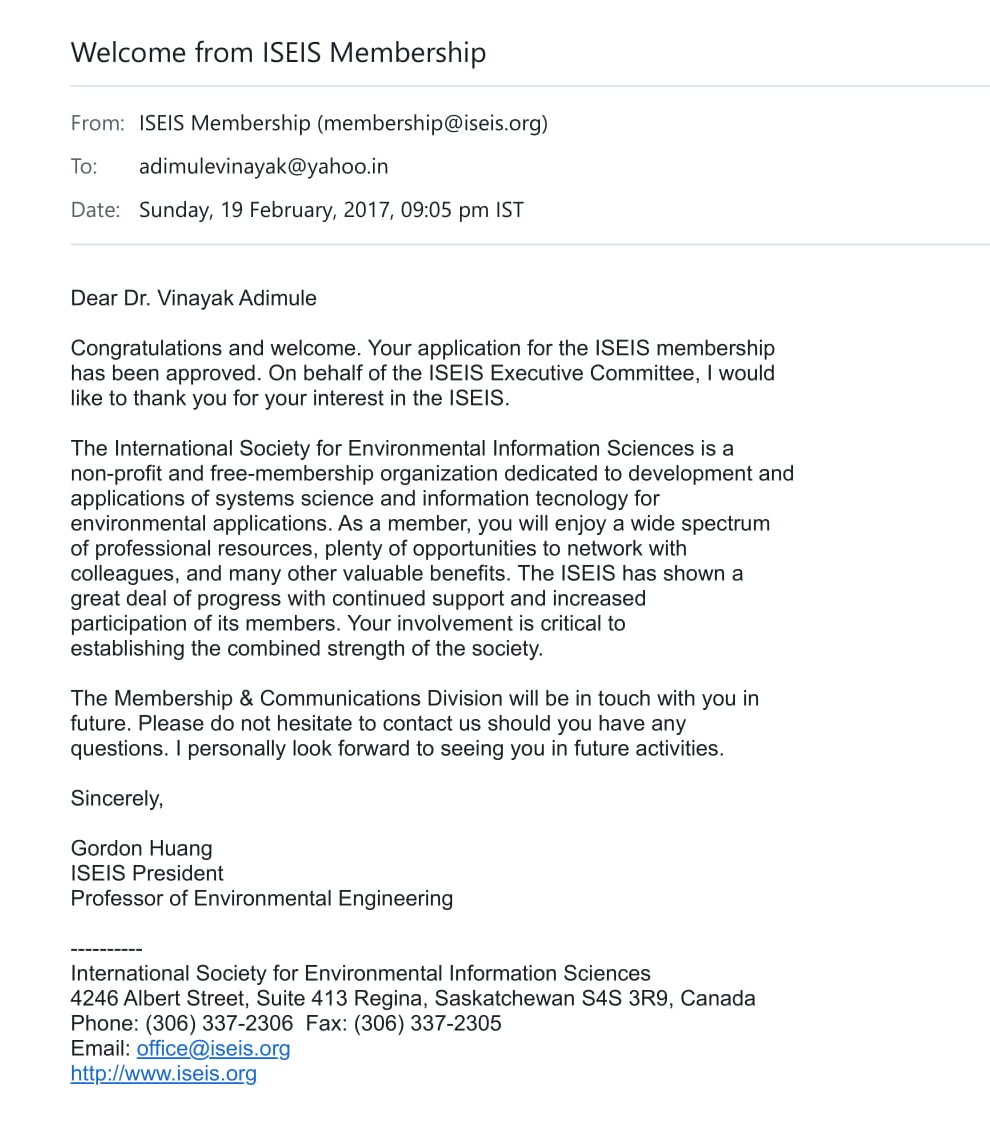 Welcome from ISEIS Membership
From: ISEIS Membership (membership@iseis.org)
To: adimulevinayak@yahoo.in
Date: Sunday, 19 February, 2017, 09:05 pm IST
Dear Dr. Vinayak Adimule
Congratulations and welcome. Your application for the ISEIS membership
has been approved. On behalf of the ISEIS Executive Committee, I would
like to thank you for your interest in the ISEIS.
The International Society for Environmental Information Sciences is a
non-profit and free-membership organization dedicated to development and
applications of systems science and information tecnology for
environmental applications. As a member, you will enjoy a wide spectrum
of professional resources, plenty of opportunities to network with
colleagues, and many other valuable benefits. The ISEIS has shown a
great deal of progress with continued support and increased
participation of its members. Your involvement is critical to
establishing the combined strength of the society.
The Membership & Communications Division will be in touch with you in
future. Please do not hesitate to contact us should you have any
questions. I personally look forward to seeing you in future activities.
Sincerely,
Gordon Huang
ISEIS President
Professor of Environmental Engineering
----------
International Society for Environmental Information Sciences
4246 Albert Street, Suite 413 Regina, Saskatchewan S4S 3R9, Canada
Phone: (306) 337-2306  Fax: (306) 337-2305
Email: office@iseis.org
http://www.iseis.org